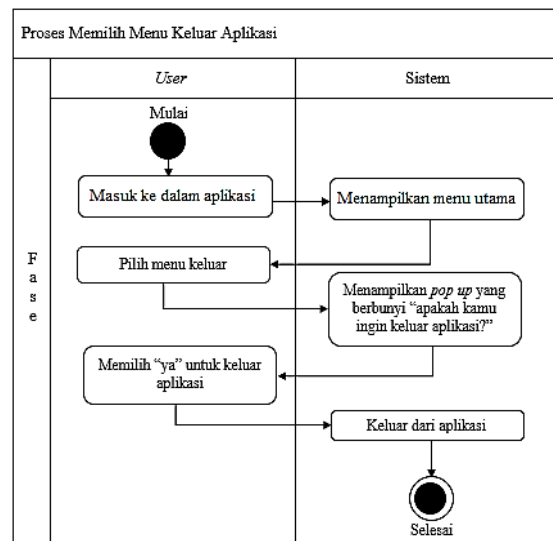 Proses Memilih Menu Keluar Aplikasi
User
Sistem
F
a
s
e
Mulai
Masuk ke dalam aplikasi
Menampilkan menu utama
Pilih menu keluar
Menampilkan pop up yang
berbunyi “apakah kamu
ingin keluar aplikasi?”
Memilih “ya” untuk keluar
aplikasi
Keluar dari aplikasi
Selesai